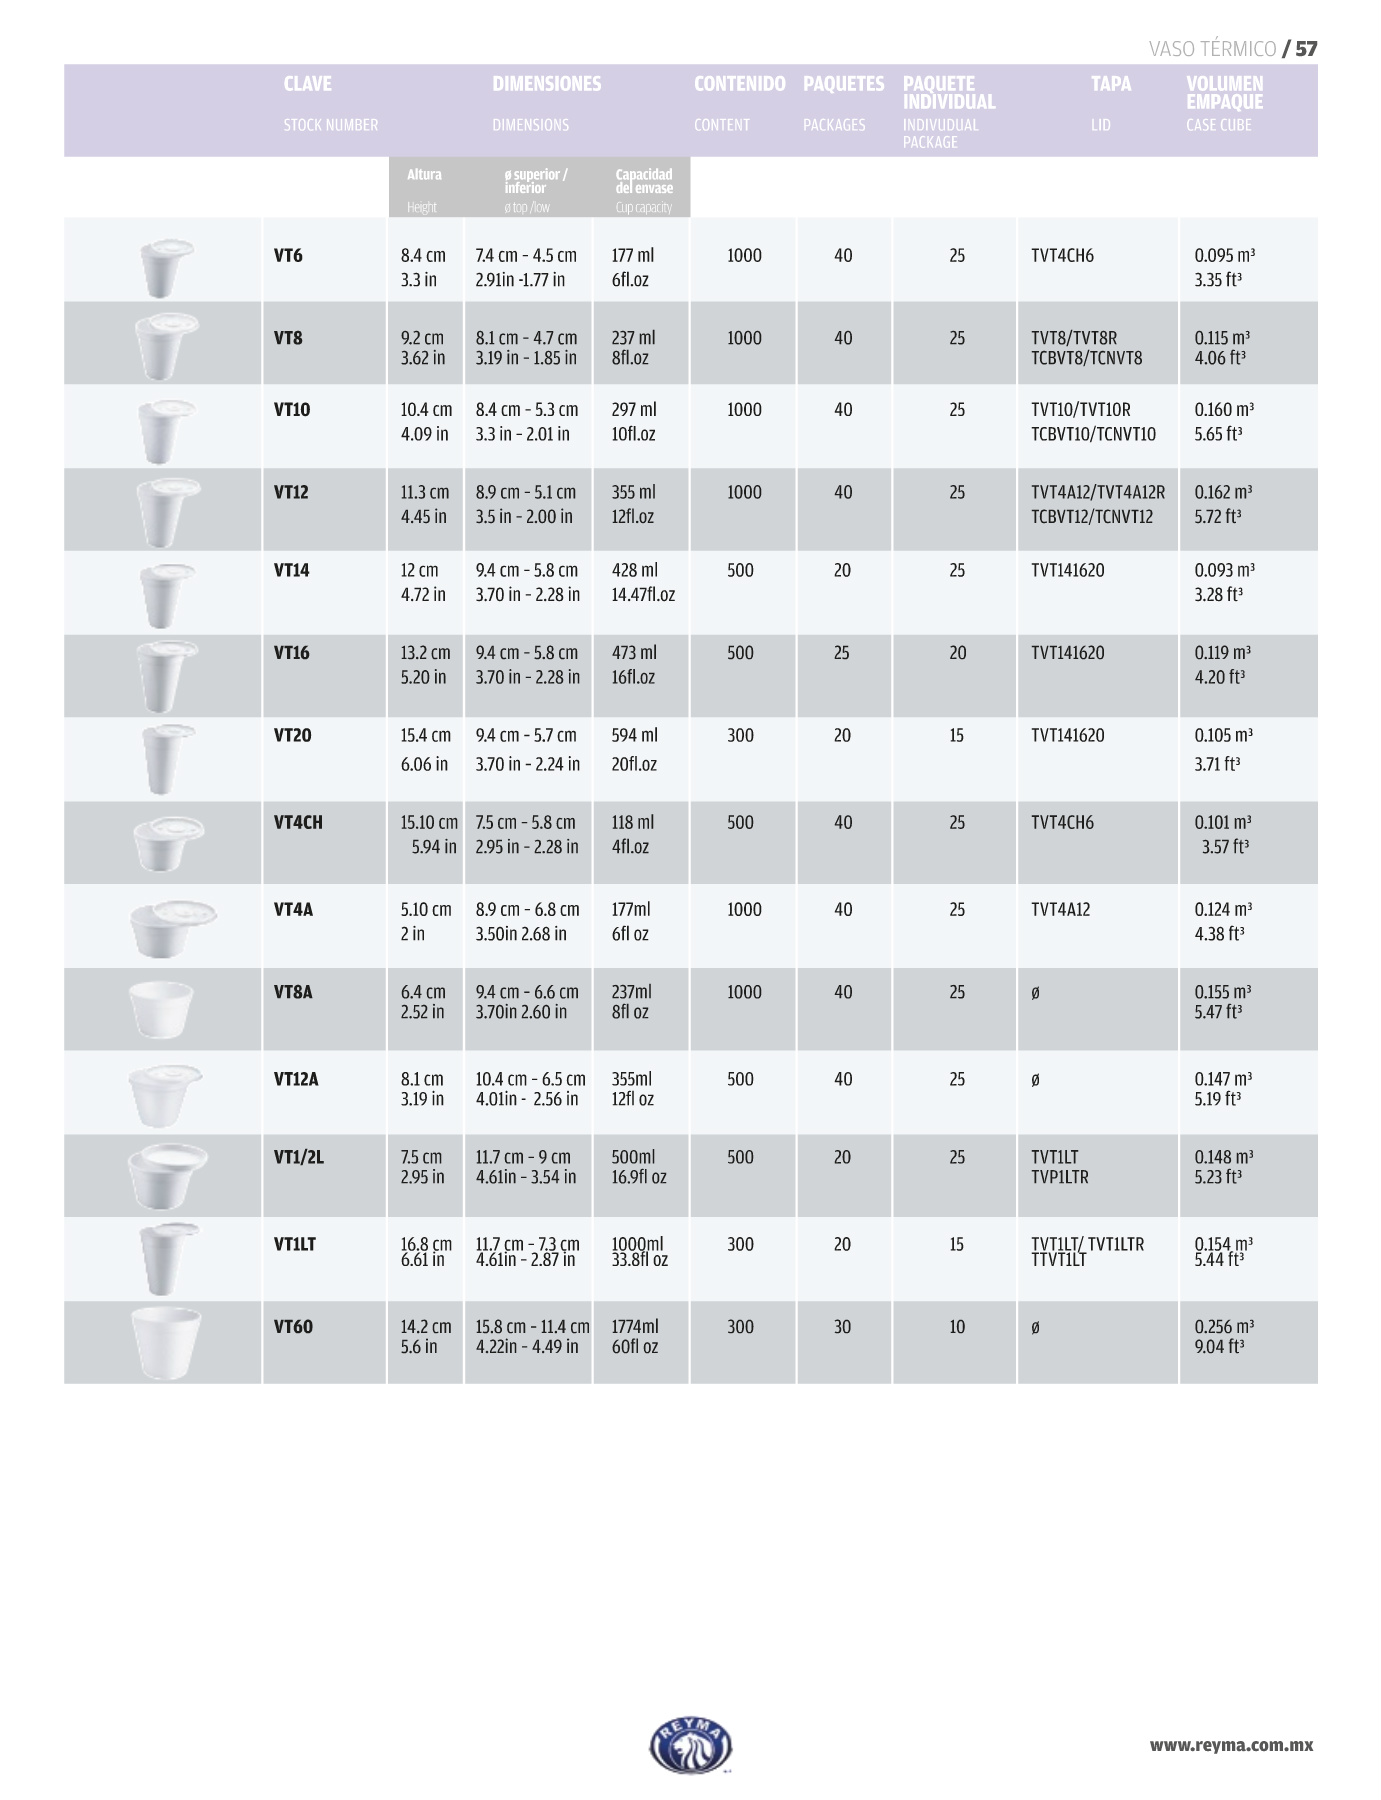 VASO TÉRMICO / 57
CLAVE DIMENSIONES CONTENIDO PAQUETES PAQUETE INDIVIDUAL TAPA VOLUMEN EMPAQUE
STOCK NUMBER DIMENSIONS CONTENT PACKAGES INDIVUDUAL PACKAGE LID CASE CUBE
Altura ø superior / inferior Capacidad del envase
Height ø top /low Cup capacity
VT6 8.4 cm 7.4 cm – 4.5 cm 177 ml 1000 40 25 TVT4CH6 0.095 m³
3.3 in 2.91in -1.77 in 6fl.oz 3.35 ft³
VT8 9.2 cm 8.1 cm – 4.7 cm 237 ml 1000 40 25 TVT8/TVT8R 0.115 m³
3.62 in 3.19 in – 1.85 in 8fl.oz TCBVT8/TCNVT8 4.06 ft³
VT10 10.4 cm 8.4 cm – 5.3 cm 297 ml 1000 40 25 TVT10/TVT10R 0.160 m³
4.09 in 3.3 in – 2.01 in 10fl.oz TCBVT10/TCNVT10 5.65 ft³
VT12 11.3 cm 8.9 cm – 5.1 cm 355 ml 1000 40 25 TVT4A12/TVT4A12R 0.162 m³
4.45 in 3.5 in – 2.00 in 12fl.oz TCBVT12/TCNVT12 5.72 ft³
VT14 12 cm 9.4 cm – 5.8 cm 428 ml 500 20 25 TVT141620 0.093 m³
4.72 in 3.70 in – 2.28 in 14.47fl.oz 3.28 ft³
VT16 13.2 cm 9.4 cm – 5.8 cm 473 ml 500 25 20 TVT141620 0.119 m³
5.20 in 3.70 in – 2.28 in 16fl.oz 4.20 ft³
VT20 15.4 cm 9.4 cm – 5.7 cm 594 ml 300 20 15 TVT141620 0.105 m³
6.06 in 3.70 in – 2.24 in 20fl.oz 3.71 ft³
VT4CH 15.10 cm 7.5 cm – 5.8 cm 118 ml 500 40 25 TVT4CH6 0.101 m³
5.94 in 2.95 in – 2.28 in 4fl.oz 3.57 ft³
VT4A 5.10 cm 8.9 cm – 6.8 cm 177ml 1000 40 25 TVT4A12 0.124 m³
2 in 3.50in 2.68 in 6fl oz 4.38 ft³
VT8A 6.4 cm 9.4 cm – 6.6 cm 237ml 1000 40 25 ø 0.155 m³
2.52 in 3.70in 2.60 in 8fl oz 5.47 ft³
VT12A 8.1 cm 10.4 cm – 6.5 cm 355ml 500 40 25 ø 0.147 m³
3.19 in 4.01in - 2.56 in 12fl oz 5.19 ft³
VT1/2L 7.5 cm 11.7 cm – 9 cm 500ml 500 20 25 TVT1LT 0.148 m³
2.95 in 4.61in – 3.54 in 16.9fl oz TVP1LTR 5.23 ft³
VT1LT 16.8 cm 11.7 cm – 7.3 cm 1000ml 300 20 15 TVT1LT/ TVT1LTR 0.154 m³
6.61 in 4.61in – 2.87 in 33.8fl oz TTVT1LT 5.44 ft³
VT60 14.2 cm 15.8 cm – 11.4 cm 1774ml 300 30 10 ø 0.256 m³
5.6 in 4.22in – 4.49 in 60fl oz 9.04 ft³
REYMA
www.reyma.com.mx